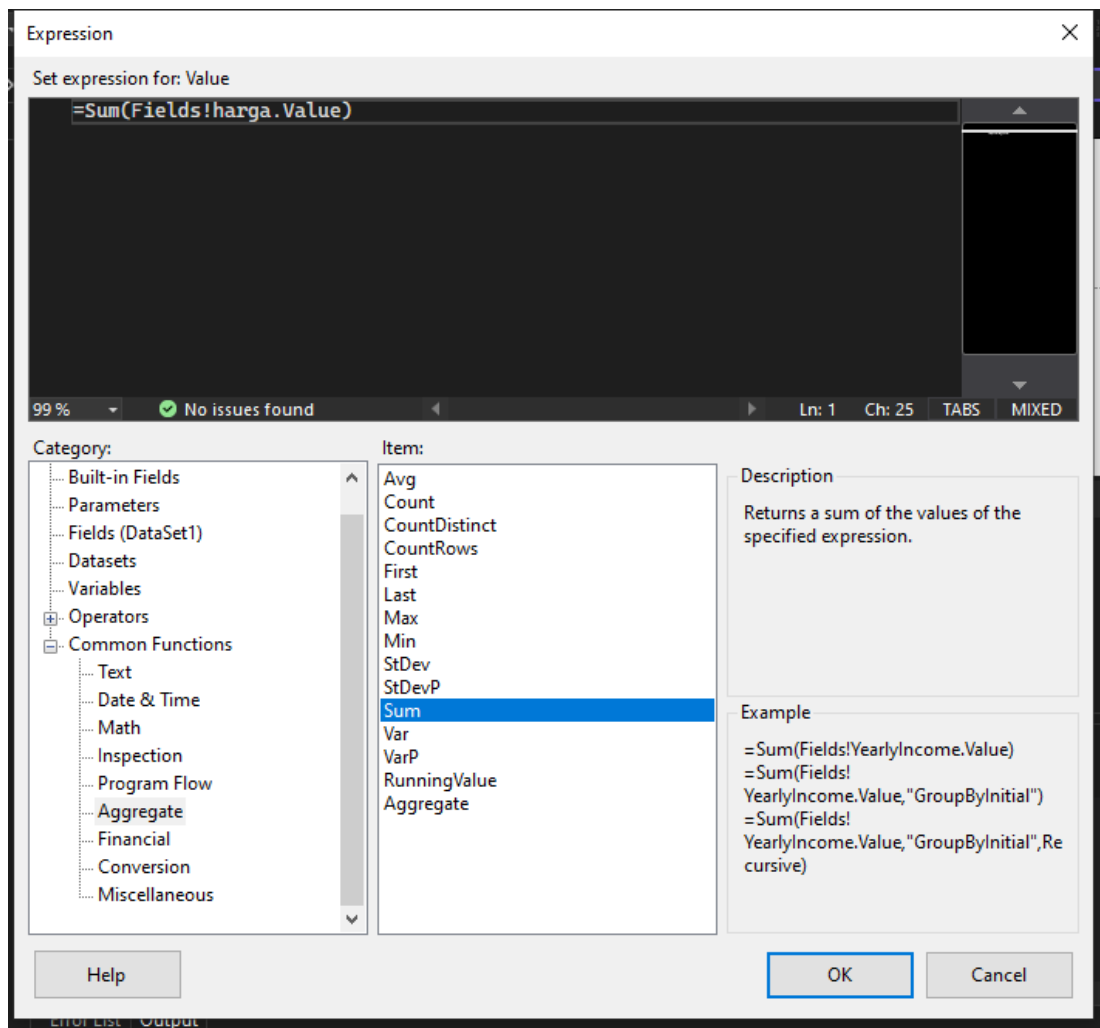 Expression
Set expression for: Value
=Sum(Fields!harga.Value)
99 %
No issues found
Ln: 1
Ch: 25
TABS
MIXED
Category:
Built-in Fields
Parameters
Fields (DataSet1)
Datasets
Variables
Operators
Common Functions
Text
Date & Time
Math
Inspection
Program Flow
Aggregate
Financial
Conversion
Miscellaneous
Item:
Avg
Count
CountDistinct
CountRows
First
Last
Max
Min
StDev
StDevP
Sum
Var
VarP
RunningValue
Aggregate
Description
Returns a sum of the values of the
specified expression.
Example
=Sum(Fields!YearlyIncome.Value)
=Sum(Fields!
YearlyIncome.Value,"GroupByInitial")
=Sum(Fields!
YearlyIncome.Value,"GroupByInitial",Re
cursive)
Help
OK
Cancel
Error List
Output